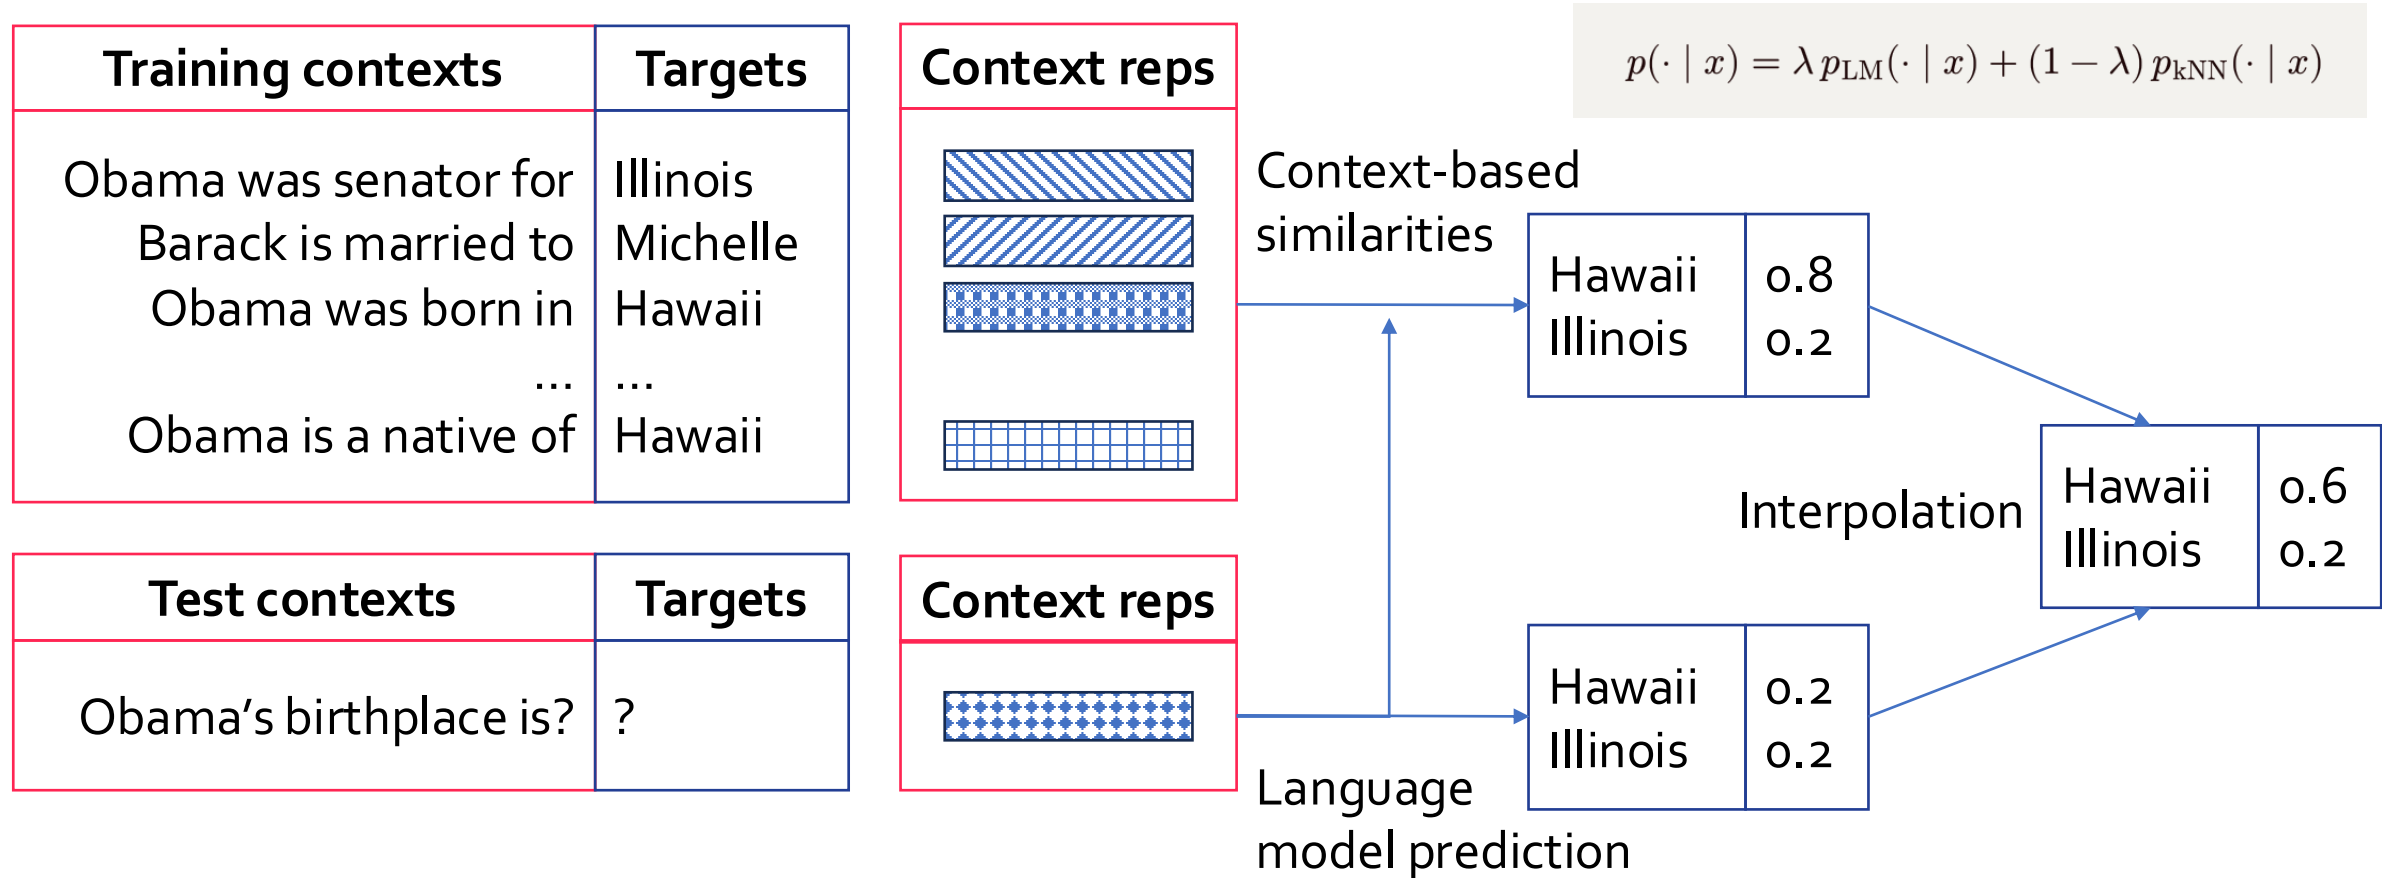 p(· | x) = λ p_LM(· | x) + (1 − λ) p_kNN(· | x)
Training contexts Targets
Obama was senator for Illinois
Barack is married to Michelle
Obama was born in Hawaii
... ...
Obama is a native of Hawaii
Context reps
Context-based
similarities
Hawaii 0.8
Illinois 0.2
Interpolation
Hawaii 0.6
Illinois 0.2
Test contexts Targets
Obama's birthplace is? ?
Context reps
Hawaii 0.2
Illinois 0.2
Language
model prediction